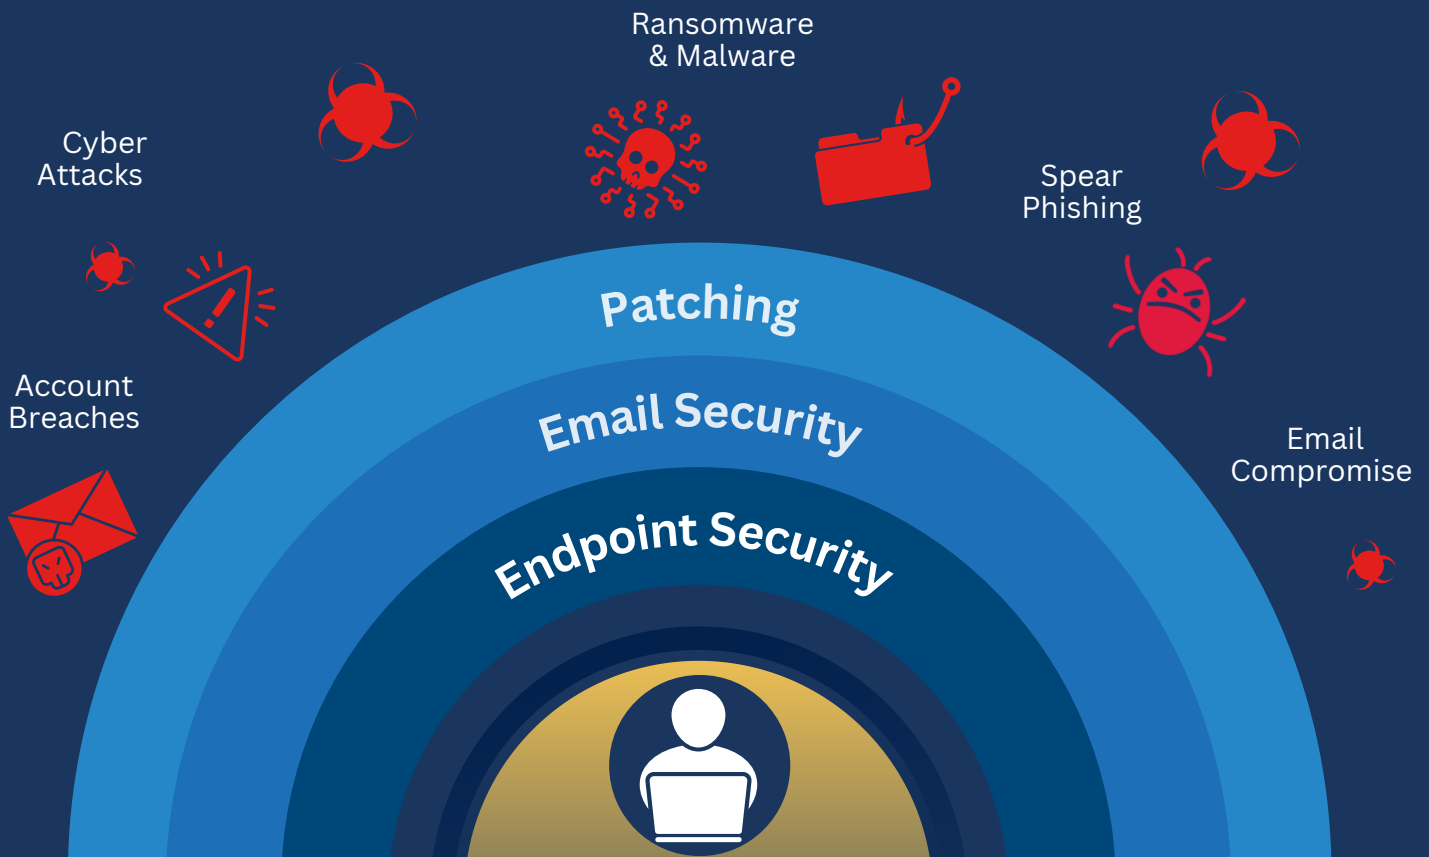 Ransomware
& Malware
Cyber
Attacks
Spear
Phishing
Account
Breaches
Email
Compromise
Patching
Email Security
Endpoint Security